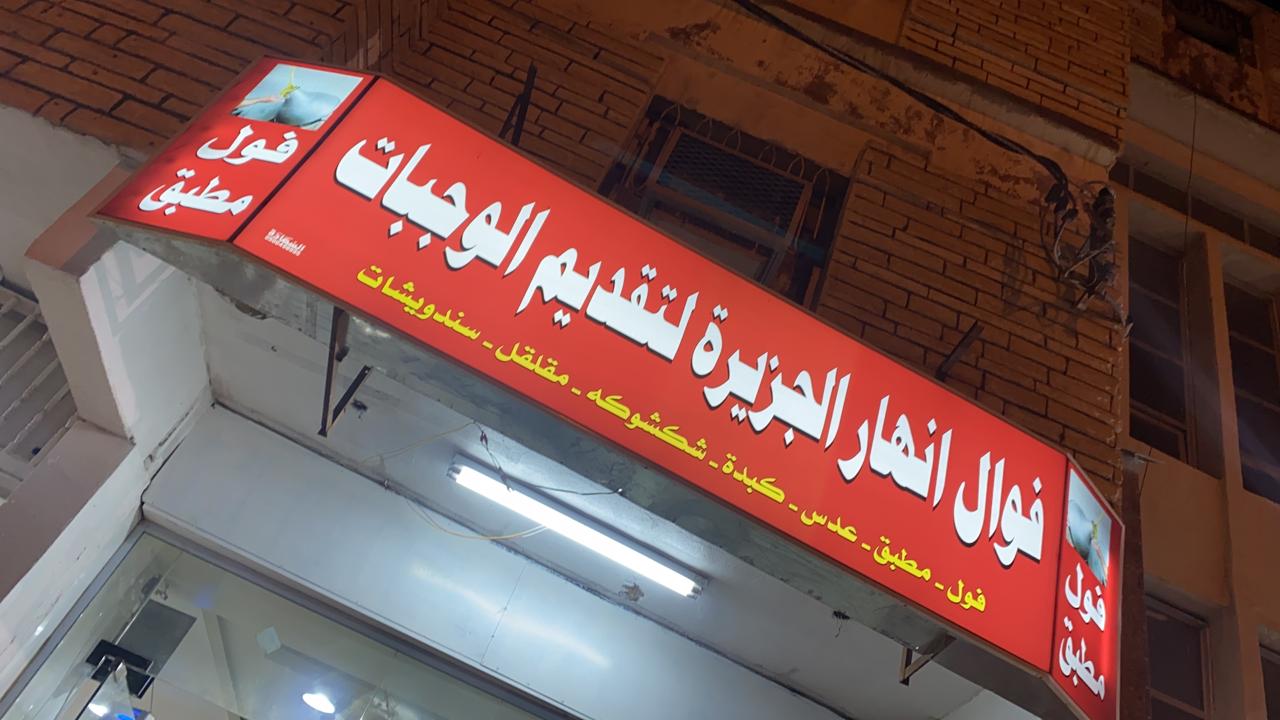 فوال انهار الجزيرة لتقديم الوجبات
فول - مطبق - عدس - كبدة - شكشوكه - مقلقل - سندويشات
فول
مطبق
فول
مطبق